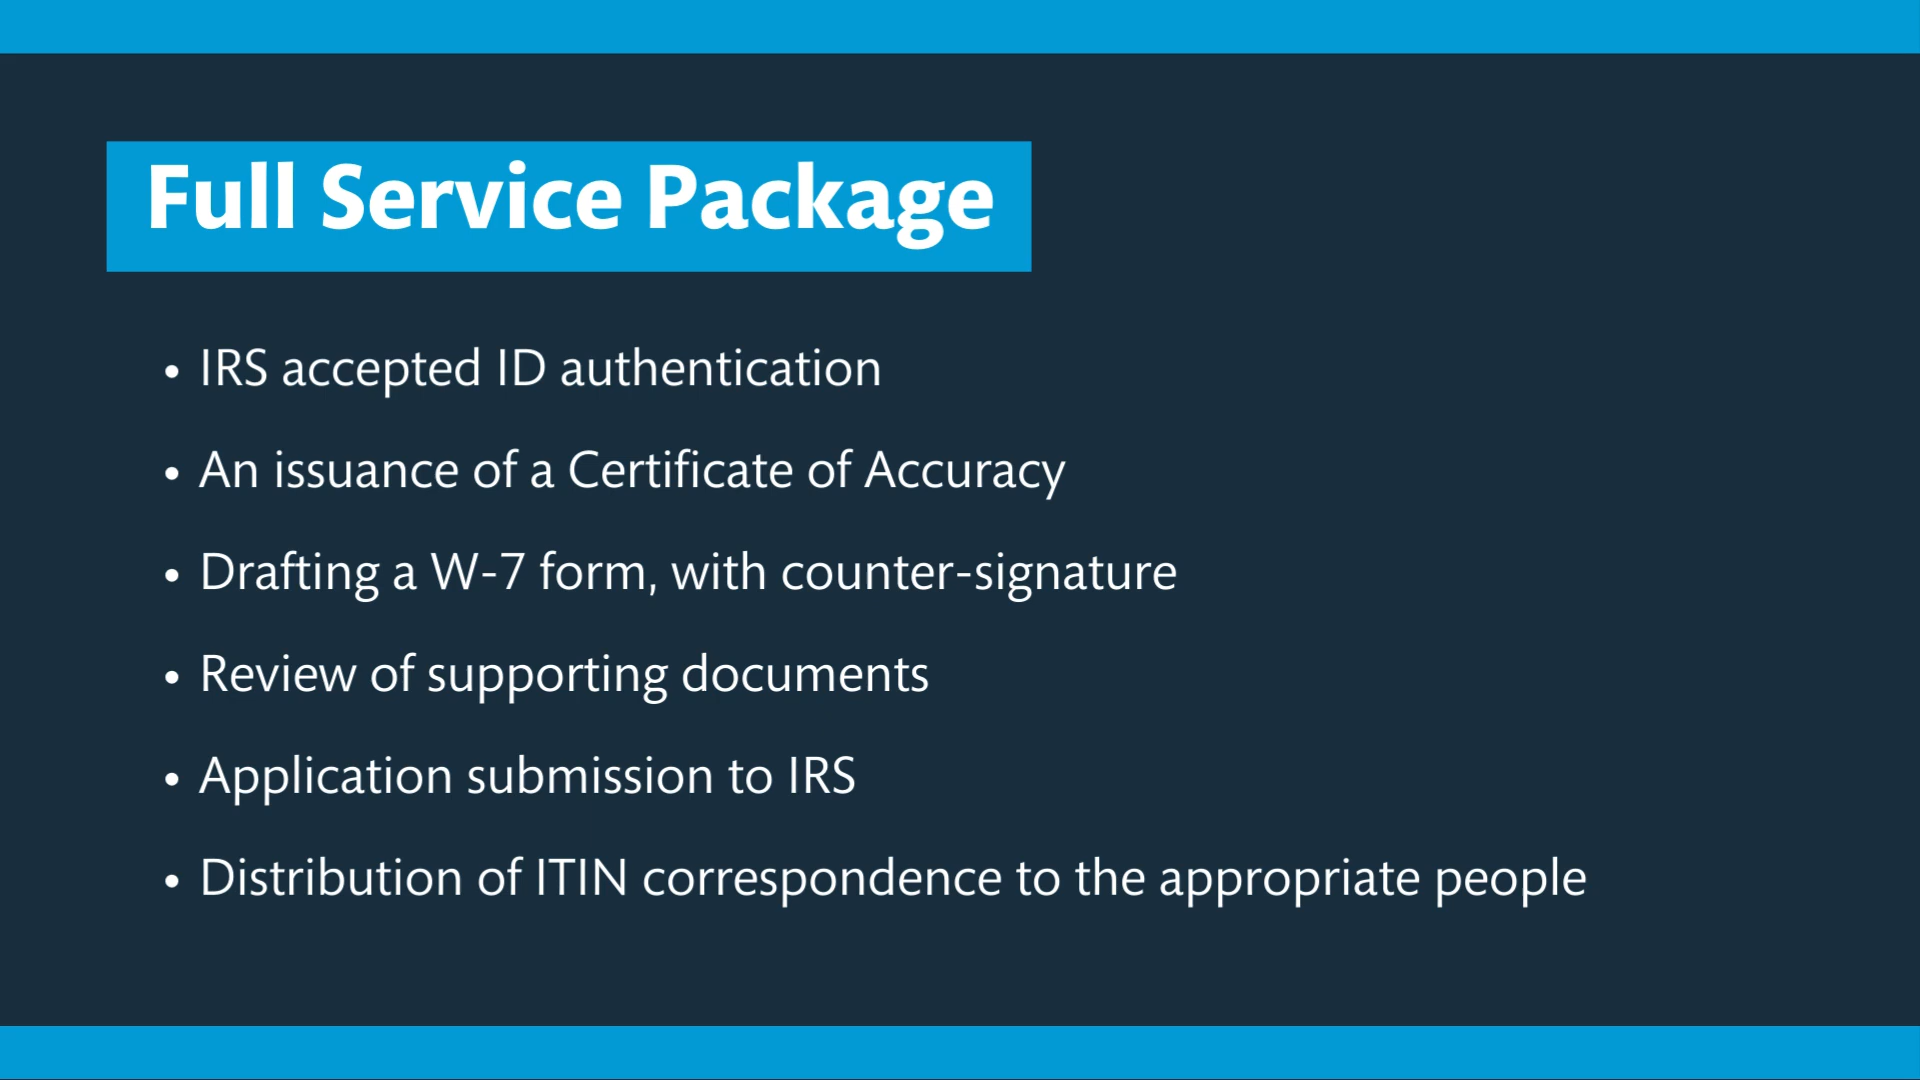 Full Service Package
• IRS accepted ID authentication
• An issuance of a Certificate of Accuracy
• Drafting a W-7 form, with counter-signature
• Review of supporting documents
• Application submission to IRS
• Distribution of ITIN correspondence to the appropriate people